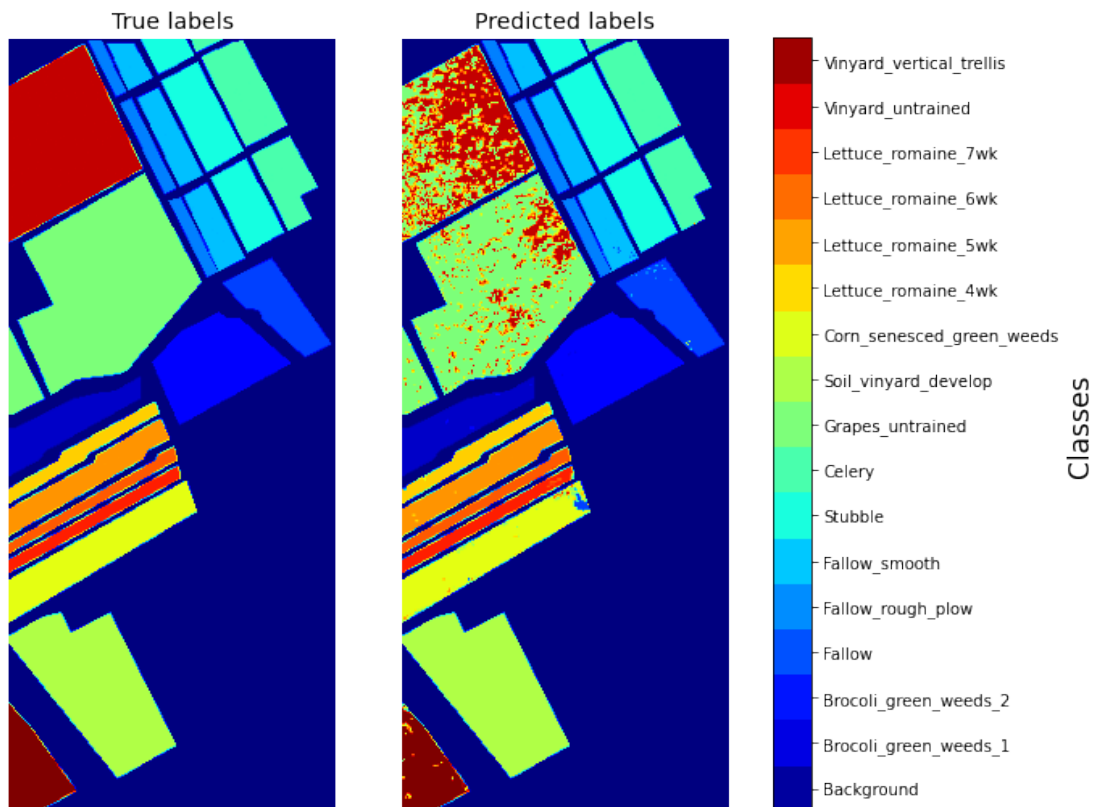 True labels
Predicted labels
Vinyard_vertical_trellis
Vinyard_untrained
Lettuce_romaine_7wk
Lettuce_romaine_6wk
Lettuce_romaine_5wk
Lettuce_romaine_4wk
Corn_senesced_green_weeds
Soil_vinyard_develop
Grapes_untrained
Celery
Stubble
Fallow_smooth
Fallow_rough_plow
Fallow
Brocoli_green_weeds_2
Brocoli_green_weeds_1
Background
Classes